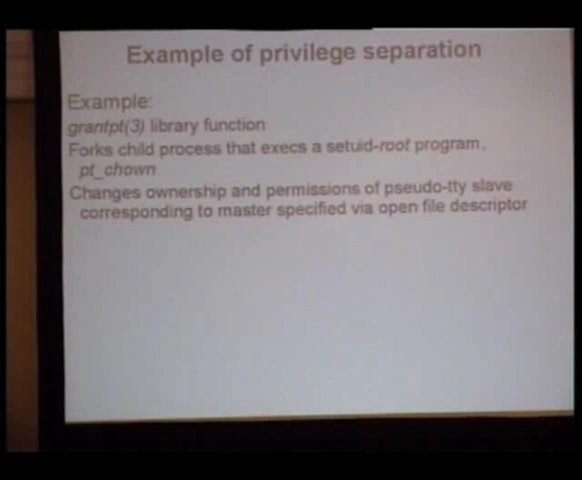 Example of privilege separation
Example:
grantpt(3) library function
Forks child process that execs a setuid-root program,
pt_chown
Changes ownership and permissions of pseudo-tty slave
corresponding to master specified via open file descriptor